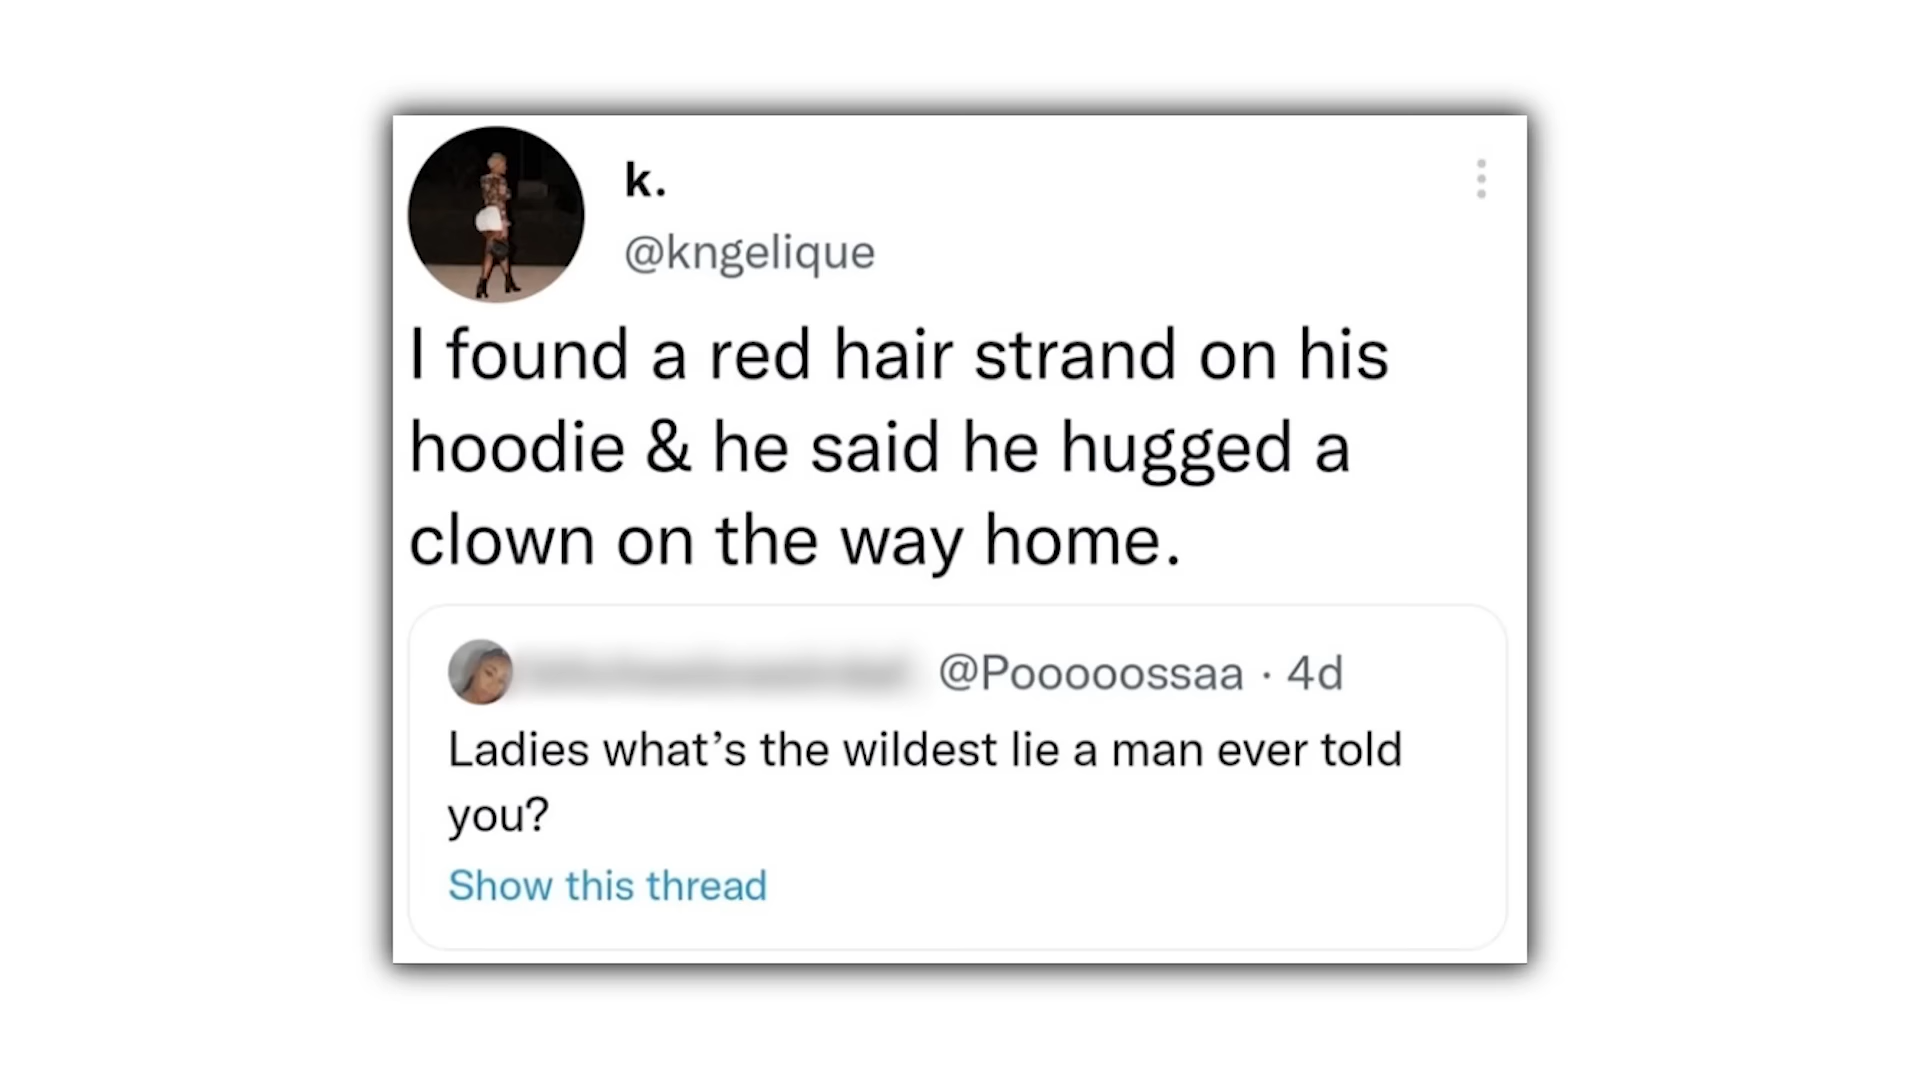 k.
@kngelique
I found a red hair strand on his
hoodie & he said he hugged a
clown on the way home.
@Pooooossaa · 4d
Ladies what’s the wildest lie a man ever told
you?
Show this thread